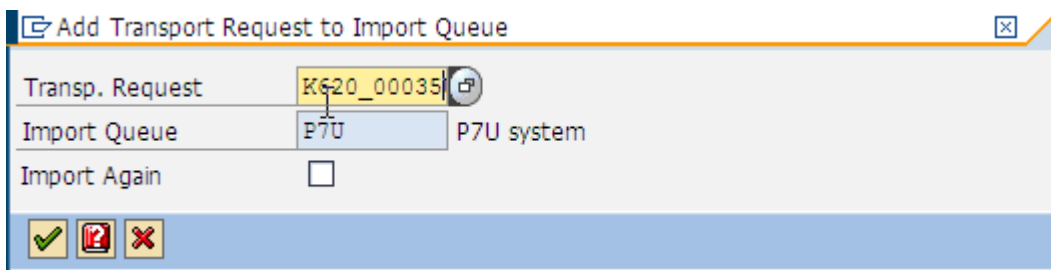 Add Transport Request to Import Queue
Transp. Request K620_00035
Import Queue P7U P7U system
Import Again